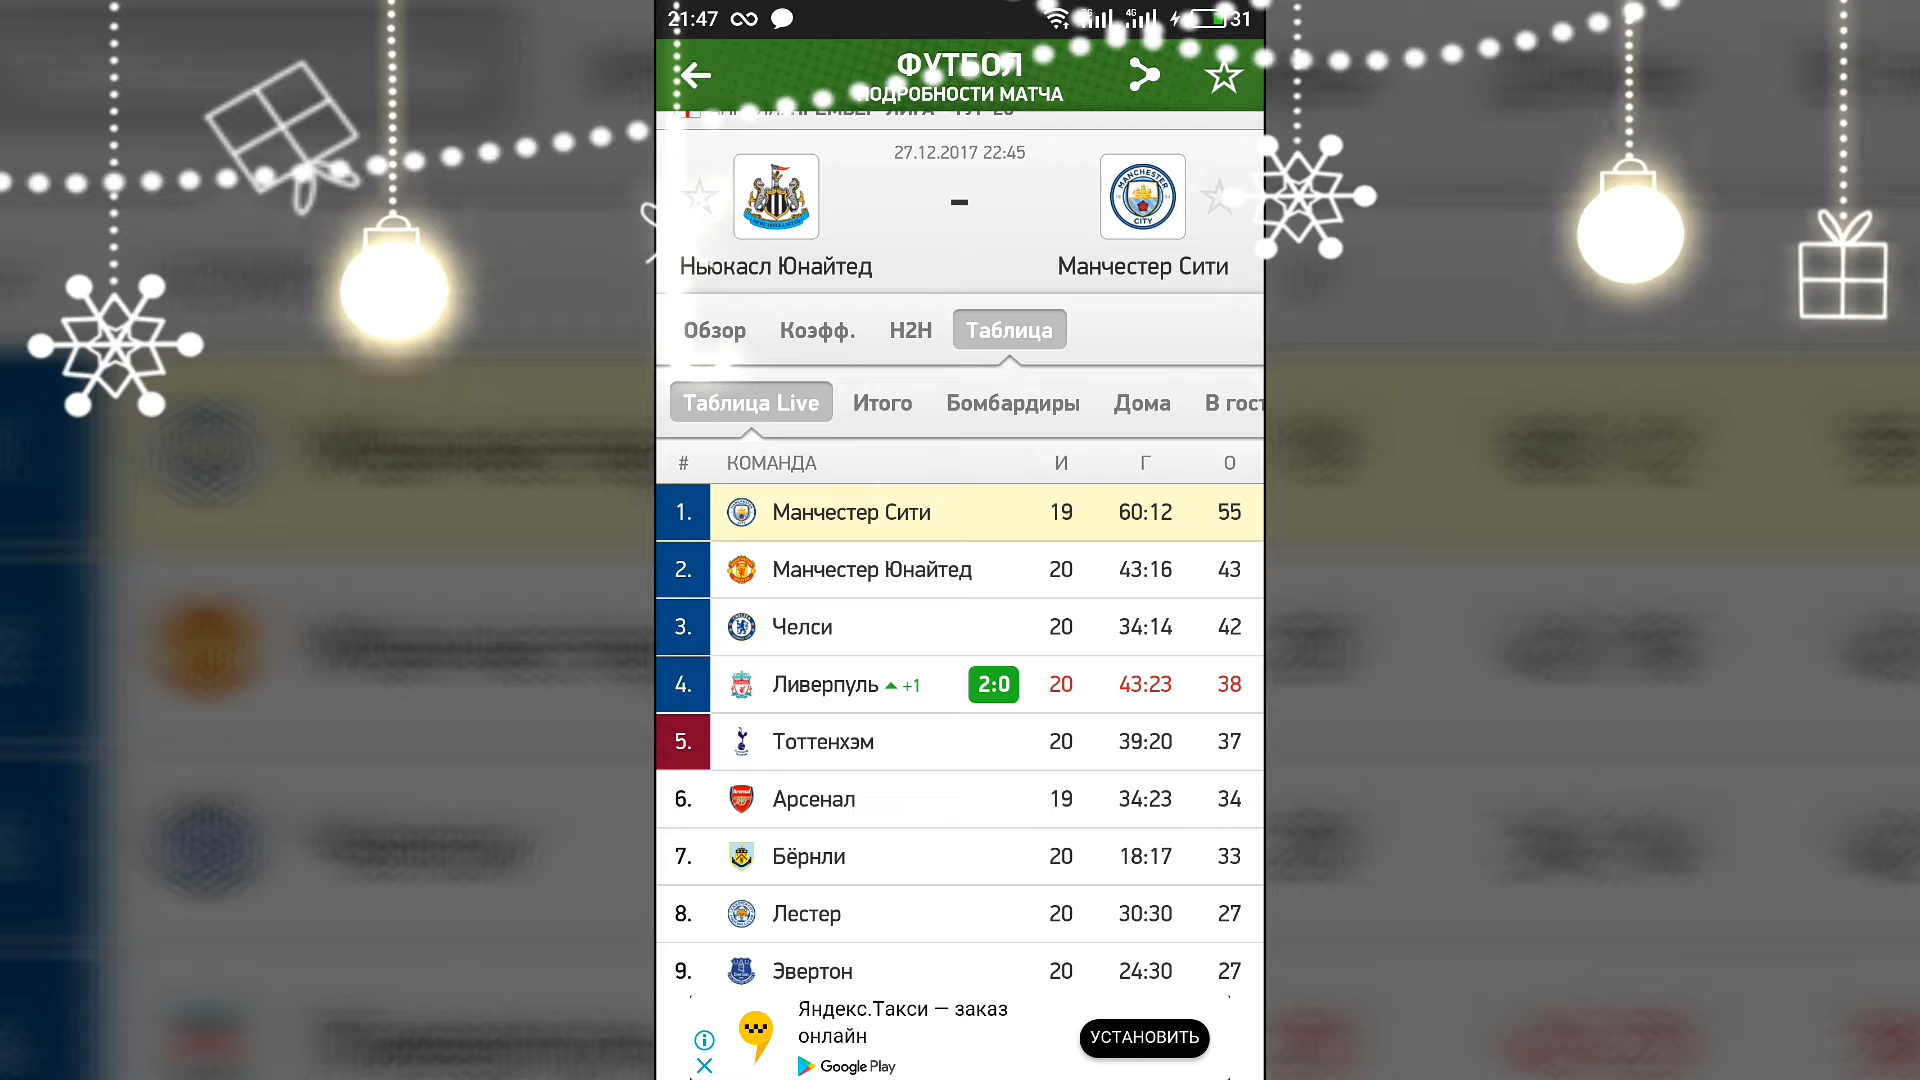 21:47
31
ФУТБОЛ
ПОДРОБНОСТИ МАТЧА
27.12.2017 22:45
MANCHESTER
CITY
-
Ньюкасл Юнайтед
Манчестер Сити
Обзор Коэфф. H2H Таблица
Таблица Live Итого Бомбардиры Дома В гост
# КОМАНДА И Г О
1. Манчестер Сити 19 60:12 55
2. Манчестер Юнайтед 20 43:16 43
3. Челси 20 34:14 42
4. Ливерпуль +1 2:0 20 43:23 38
5. Тоттенхэм 20 39:20 37
6. Арсенал 19 34:23 34
7. Бёрнли 20 18:17 33
8. Лестер 20 30:30 27
9. Эвертон 20 24:30 27
Яндекс.Такси — заказ
онлайн
УСТАНОВИТЬ
Google Play